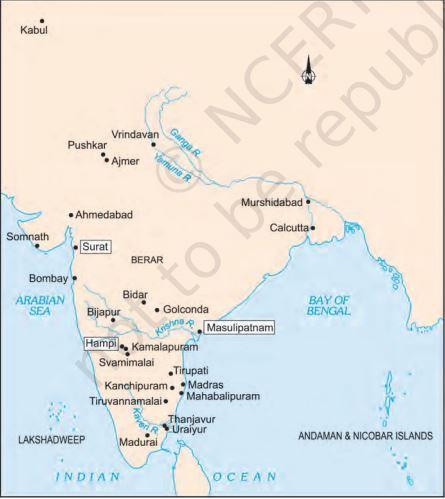 Kabul
N
© NCERT
not to be republ
Vrindavan
Ganga R.
Pushkar
Ajmer
Yamuna R.
Murshidabad
Ahmedabad
Calcutta
Somnath
Surat
BERAR
Bombay
Bidar
ARABIAN
SEA
Golconda
BAY OF
BENGAL
Bijapur
Krishna R.
Masulipatnam
Hampi
Kamalapuram
Svamimalai
Tirupati
Kanchipuram
Madras
Mahabalipuram
Tiruvannamalai
Kaveri R.
Thanjavur
Uraiyur
LAKSHADWEEP
Madurai
ANDAMAN & NICOBAR ISLANDS
INDIAN OCEAN